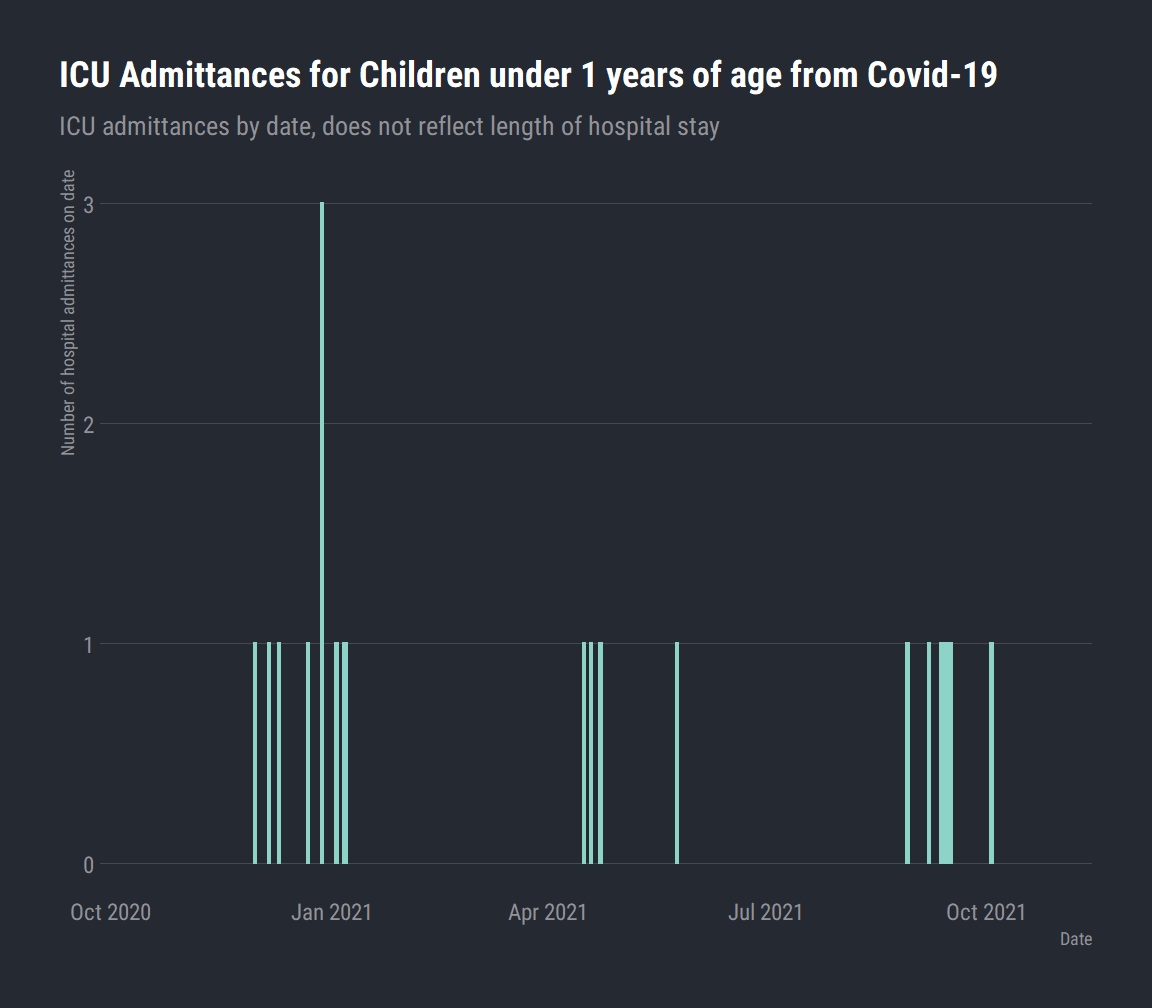 ICU Admittances for Children under 1 years of age from Covid-19
ICU admittances by date, does not reflect length of hospital stay
Number of hospital admittances on date
3
2
1
0
Oct 2020
Jan 2021
Apr 2021
Jul 2021
Oct 2021
Date